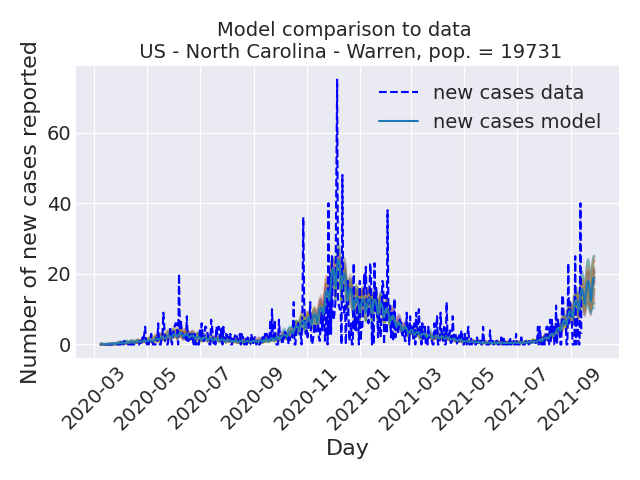 Model comparison to data
US - North Carolina - Warren, pop. = 19731
Number of new cases reported
60
40
20
0
new cases data
new cases model
2020-03
2020-05
2020-07
2020-09
2020-11
2021-01
2021-03
2021-05
2021-07
2021-09
Day